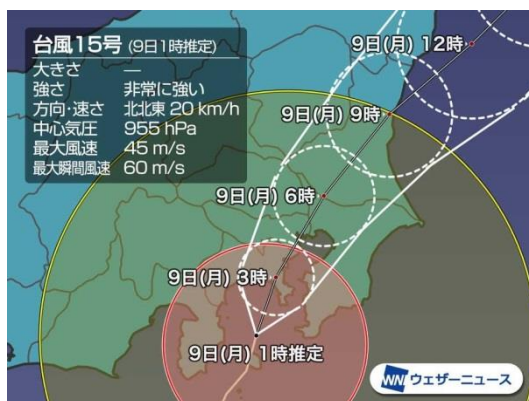 台風15号 (9日1時推定)
大きさ ―
強さ 非常に強い
方向・速さ 北北東 20 km/h
中心気圧 955 hPa
最大風速 45 m/s
最大瞬間風速 60 m/s
9日(月) 12時
9日(月) 9時
9日(月) 6時
9日(月) 3時
9日(月) 1時推定
WN ウェザーニュース